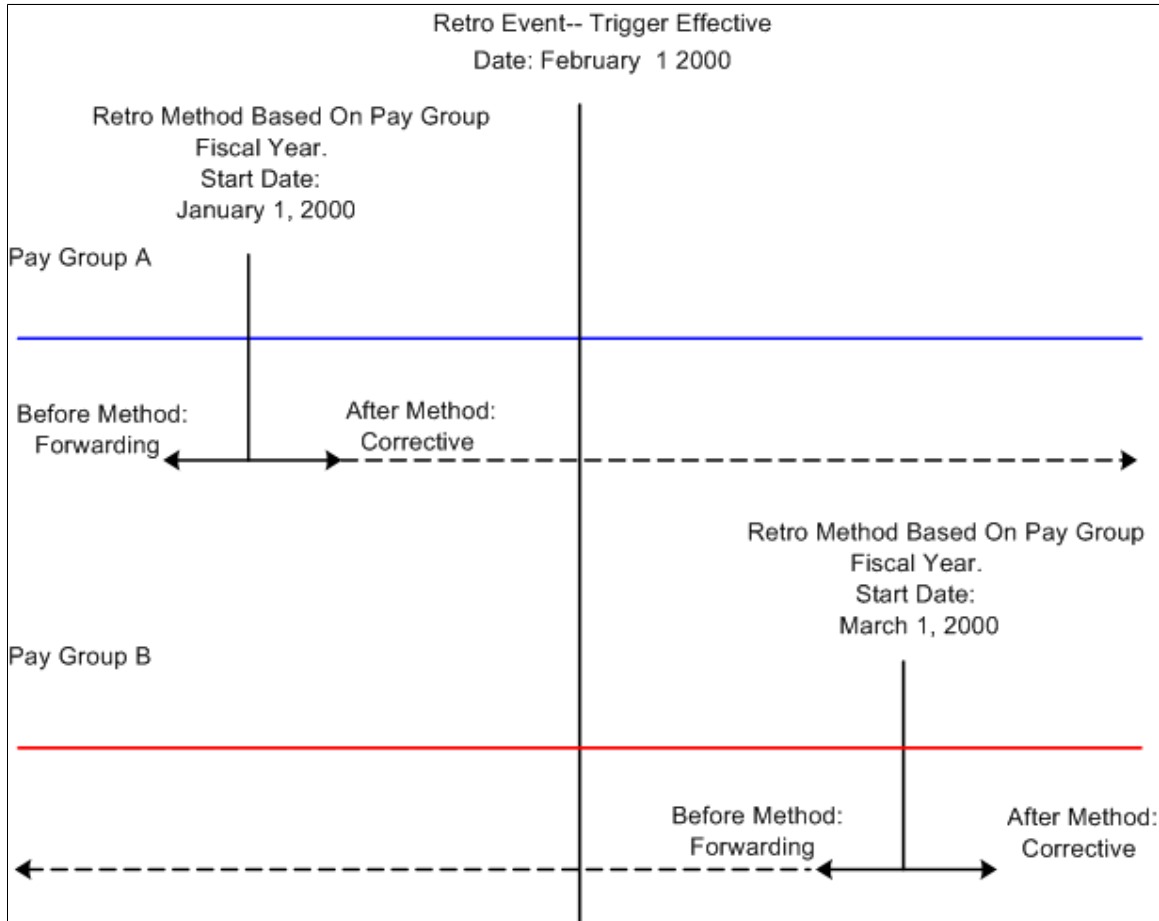 Retro Event-- Trigger Effective
Date: February 1 2000
Retro Method Based On Pay Group
Fiscal Year.
Start Date:
January 1, 2000
Pay Group A
Before Method:
Forwarding
After Method:
Corrective
Retro Method Based On Pay Group
Fiscal Year.
Start Date:
March 1, 2000
Pay Group B
Before Method:
Forwarding
After Method:
Corrective